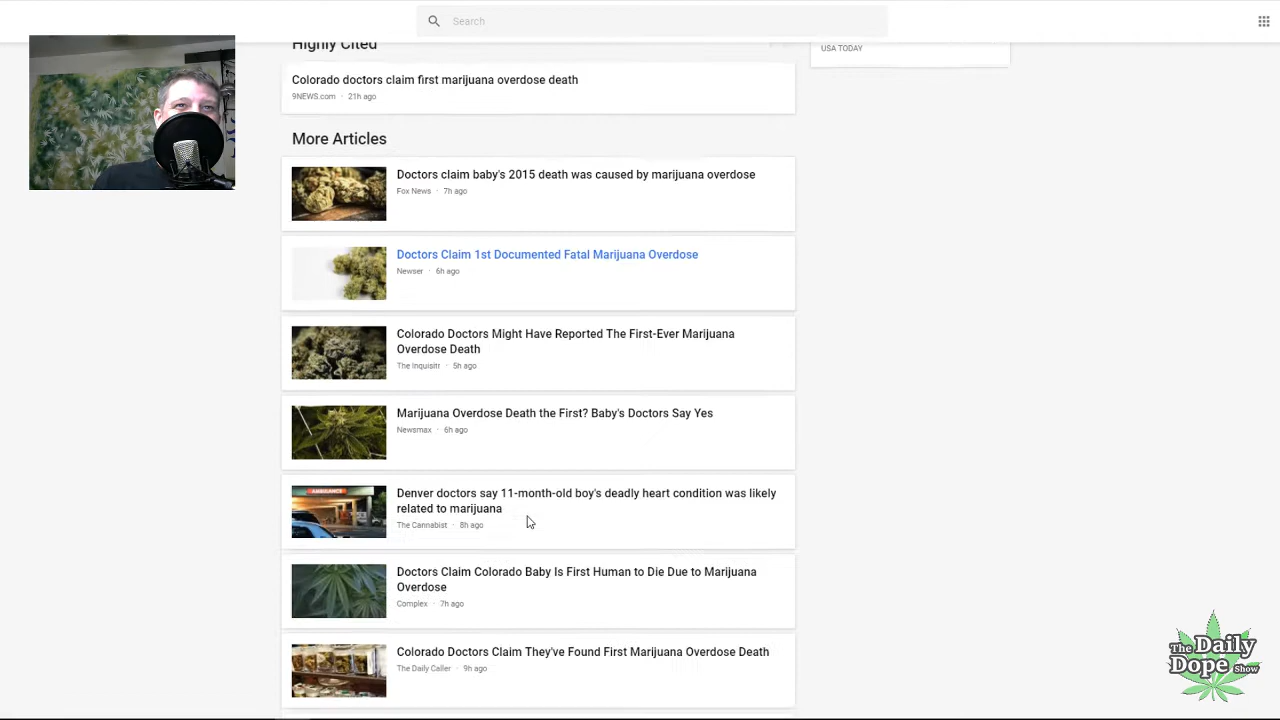 Search
Highly Cited
USA TODAY
Colorado doctors claim first marijuana overdose death
9NEWS.com · 21h ago
More Articles
Doctors claim baby's 2015 death was caused by marijuana overdose
Fox News · 7h ago
Doctors Claim 1st Documented Fatal Marijuana Overdose
Newser · 6h ago
Colorado Doctors Might Have Reported The First-Ever Marijuana
Overdose Death
The Inquisitr · 5h ago
Marijuana Overdose Death the First? Baby's Doctors Say Yes
Newsmax · 6h ago
Denver doctors say 11-month-old boy's deadly heart condition was likely
related to marijuana
The Cannabist · 8h ago
AMBULANCE
Doctors Claim Colorado Baby Is First Human to Die Due to Marijuana
Overdose
Complex · 7h ago
Colorado Doctors Claim They've Found First Marijuana Overdose Death
The Daily Caller · 9h ago
The Daily
Dope Show